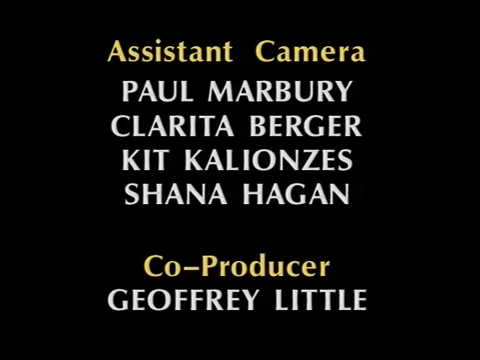 Assistant Camera
PAUL MARBURY
CLARITA BERGER
KIT KALIONZES
SHANA HAGAN
Co-Producer
GEOFFREY LITTLE